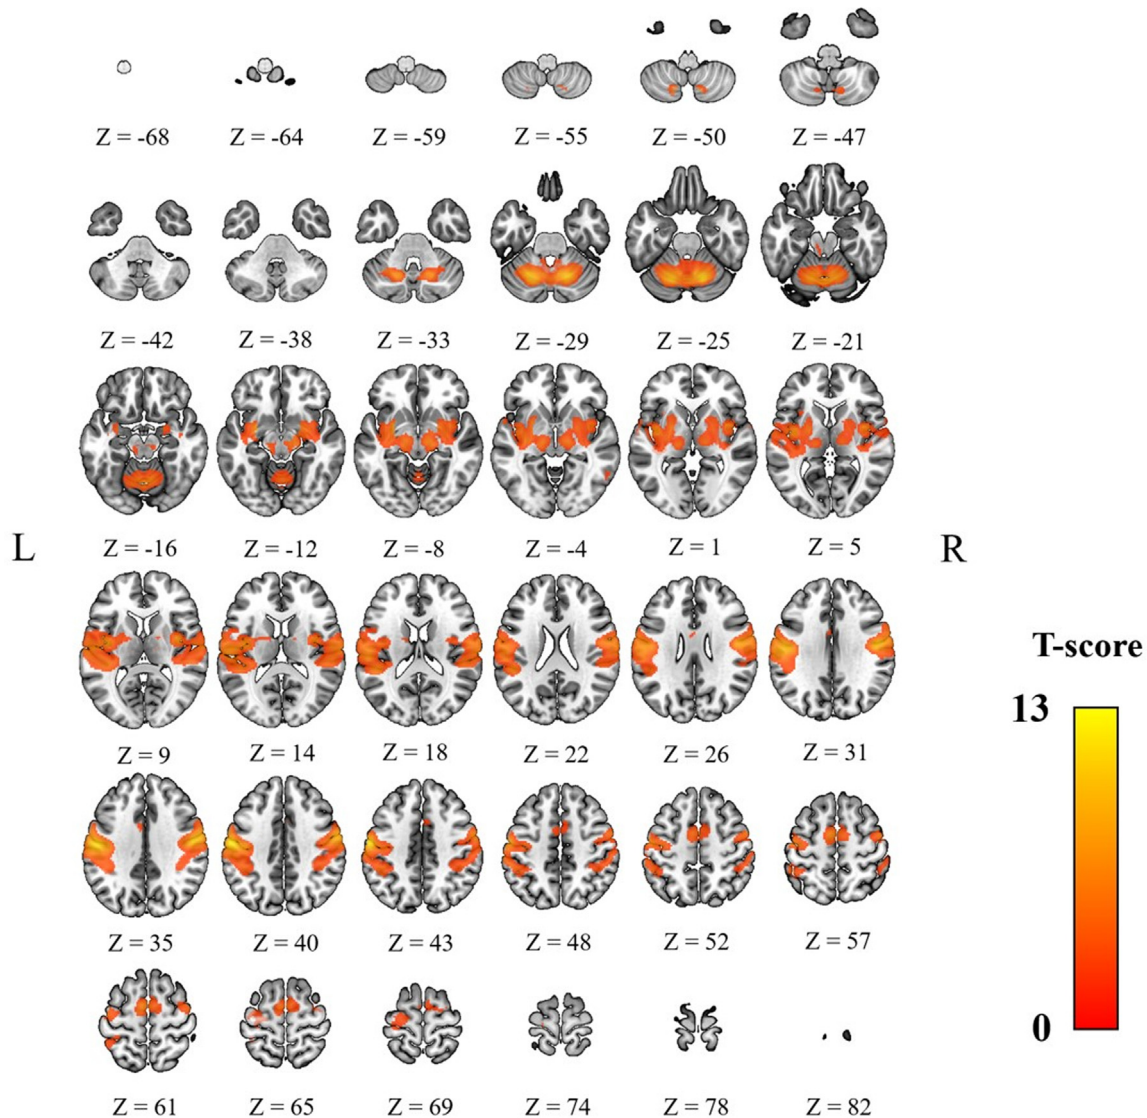 Z = -68 Z = -64 Z = -59 Z = -55 Z = -50 Z = -47
Z = -42 Z = -38 Z = -33 Z = -29 Z = -25 Z = -21
L R
Z = -16 Z = -12 Z = -8 Z = -4 Z = 1 Z = 5
T-score
Z = 9 Z = 14 Z = 18 Z = 22 Z = 26 Z = 31
13
Z = 35 Z = 40 Z = 43 Z = 48 Z = 52 Z = 57
0
Z = 61 Z = 65 Z = 69 Z = 74 Z = 78 Z = 82